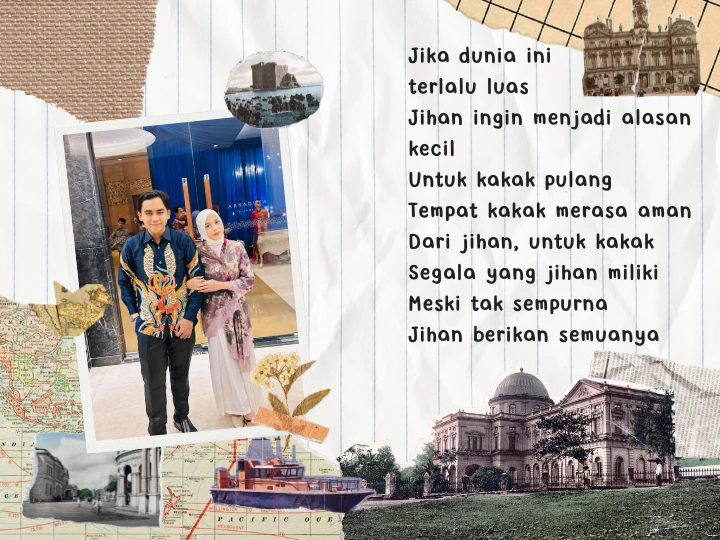 Jika dunia ini
terlalu luas
Jihan ingin menjadi alasan
kecil
Untuk kakak pulang
Tempat kakak merasa aman
Dari jihan, untuk kakak
Segala yang jihan miliki
Meski tak sempurna
Jihan berikan semuanya
PACIFIC OCE